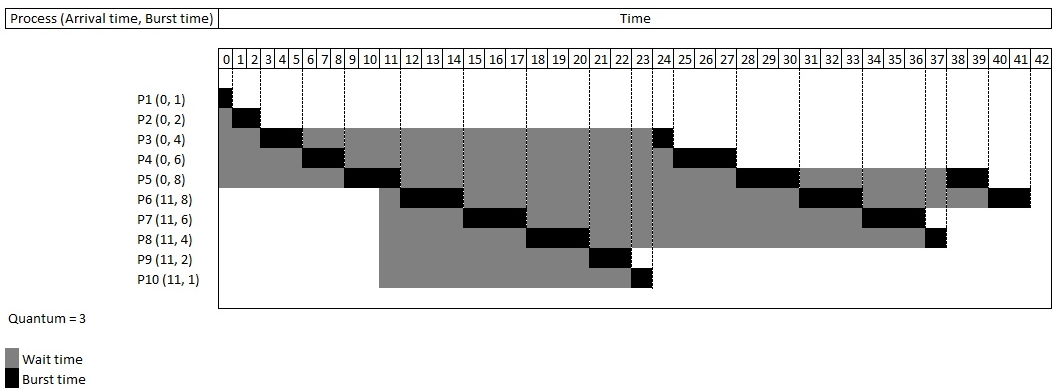 Process (Arrival time, Burst time) Time
0 1 2 3 4 5 6 7 8 9 10 11 12 13 14 15 16 17 18 19 20 21 22 23 24 25 26 27 28 29 30 31 32 33 34 35 36 37 38 39 40 41 42
P1 (0, 1)
P2 (0, 2)
P3 (0, 4)
P4 (0, 6)
P5 (0, 8)
P6 (11, 8)
P7 (11, 6)
P8 (11, 4)
P9 (11, 2)
P10 (11, 1)
Quantum = 3
Wait time
Burst time